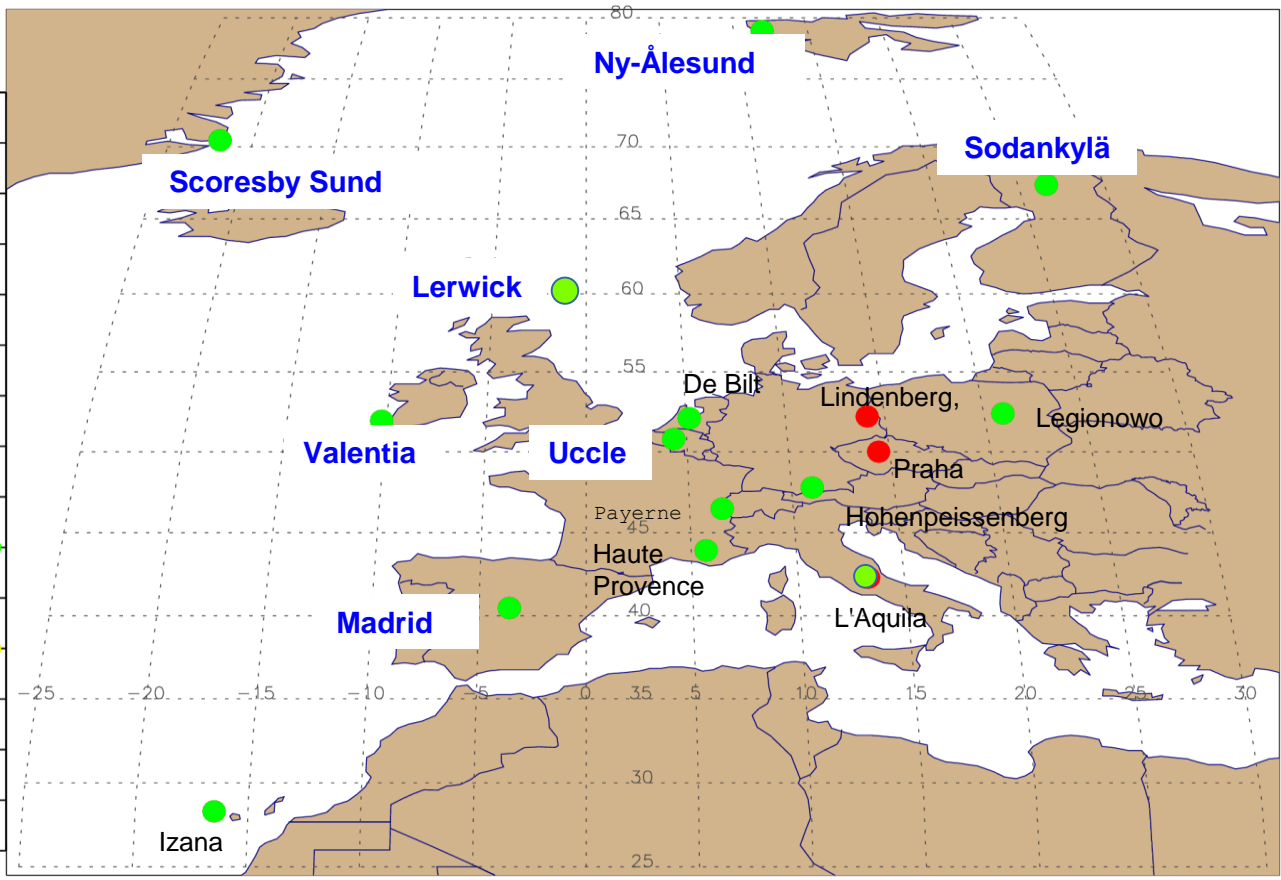 80
Ny-Ålesund
70
Sodankylä
Scoresby Sund
65
Lerwick
60
55
De Bilt
Lindenberg,
Legionowo
Valentia
Uccle
Praha
Payerne
45
Hohenpeissenberg
Haute
Provence
40
L'Aquila
Madrid
-25 -20 -15 -10 -5 0 35 5 10 15 20 25 30
30
Izana
25